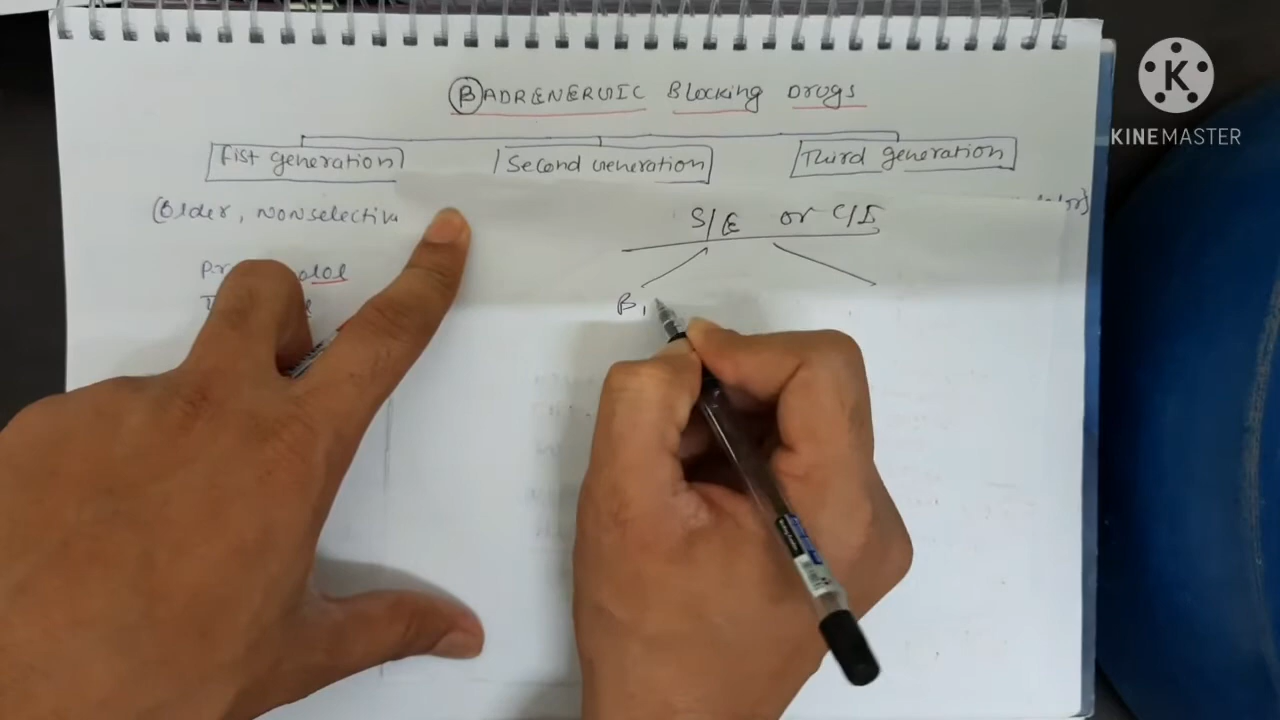 K
KINEMASTER
β ADRENERGIC Blocking Drugs
Fist generation
Second Generation
Third generation
(Older, Nonselectiv
S/E or C/I
β1